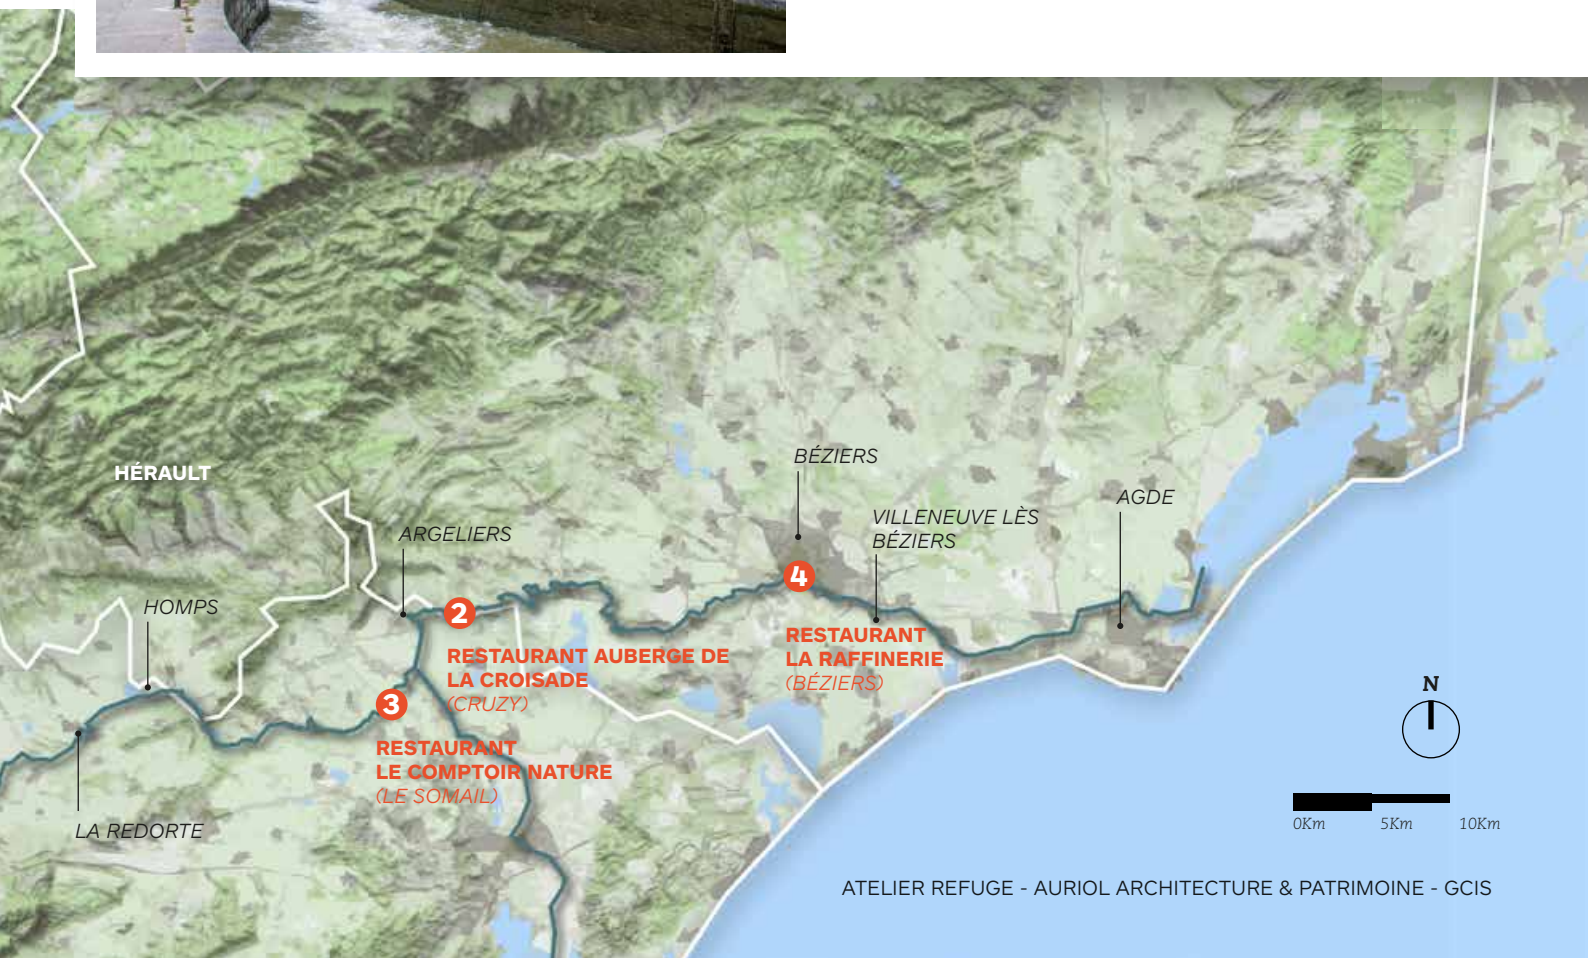 HÉRAULT
BÉZIERS
AGDE
VILLENEUVE LÈS
BÉZIERS
ARGELIERS
HOMPS
4
2
RESTAURANT
LA RAFFINERIE
(BÉZIERS)
RESTAURANT AUBERGE DE
LA CROISADE
(CRUZY)
3
RESTAURANT
LE COMPTOIR NATURE
(LE SOMAIL)
LA REDORTE
N
0Km 5Km 10Km
ATELIER REFUGE - AURIOL ARCHITECTURE & PATRIMOINE - GCIS